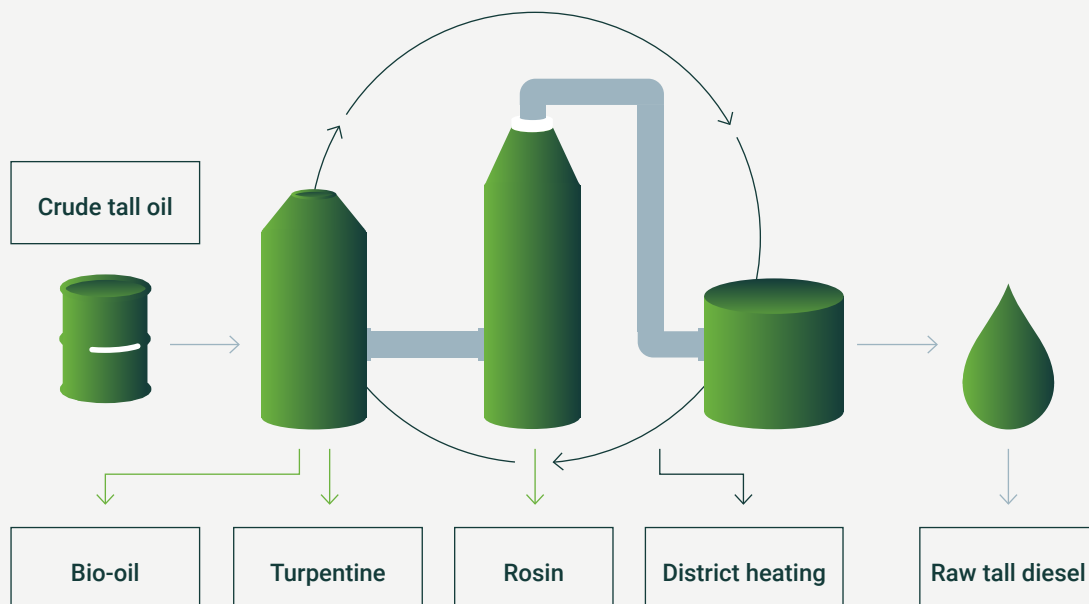 Crude tall oil
Bio-oil
Turpentine
Rosin
District heating
Raw tall diesel